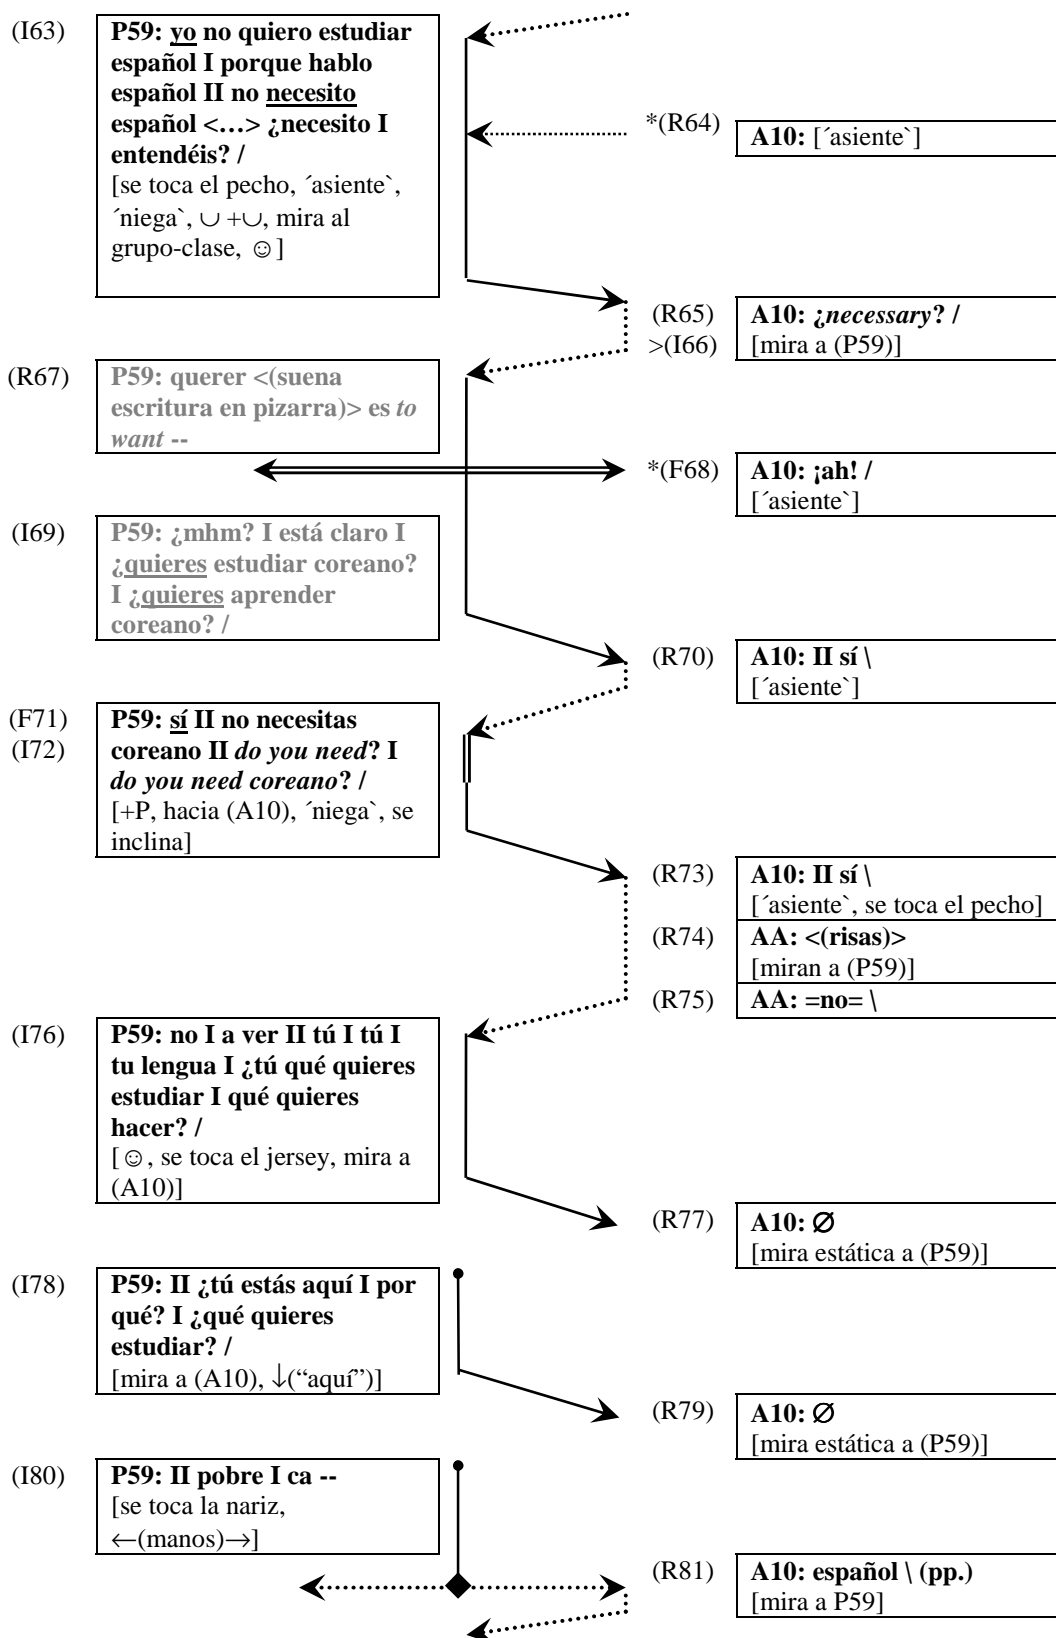 (I63)
P59: yo no quiero estudiar
español I porque hablo
español II no necesito
español <…> ¿necesito I
entendéis? /
[se toca el pecho, ´asiente`,
´niega`, ∪ +∪, mira al
grupo-clase, ☺]
*(R64)
A10: [´asiente`]
(R65)
>(I66)
A10: ¿necessary? /
[mira a (P59)]
(R67)
P59: querer <(suena
escritura en pizarra)> es to
want --
*(F68)
A10: ¡ah! /
[´asiente`]
(I69)
P59: ¿mhm? I está claro I
¿quieres estudiar coreano?
I ¿quieres aprender
coreano? /
(R70)
A10: II sí \
[´asiente`]
(F71)
(I72)
P59: sí II no necesitas
coreano II do you need? I
do you need coreano? /
[+P, hacia (A10), ´niega`, se
inclina]
(R73)
A10: II sí \
[´asiente`, se toca el pecho]
(R74)
AA: <(risas)>
[miran a (P59)]
(R75)
AA: =no= \
(I76)
P59: no I a ver II tú I tú I
tu lengua I ¿tú qué quieres
estudiar I qué quieres
hacer? /
[☺, se toca el jersey, mira a
(A10)]
(R77)
A10: Ø
[mira estática a (P59)]
(I78)
P59: II ¿tú estás aquí I por
qué? I ¿qué quieres
estudiar? /
[mira a (A10), ↓(“aquí”)]
(R79)
A10: Ø
[mira estática a (P59)]
(I80)
P59: II pobre I ca --
[se toca la nariz,
←(manos)→]
(R81)
A10: español \ (pp.)
[mira a P59]